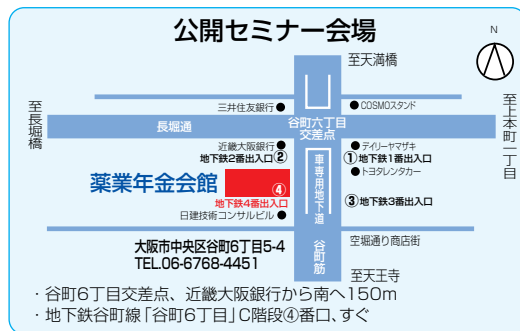 公開セミナー会場
N
至天満橋
三井住友銀行
COSMOスタンド
至長堀橋
長堀通
谷町六丁目
交差点
至上本町一丁目
近畿大阪銀行
デイリーヤマザキ
地下鉄2番出入口②
①地下鉄1番出入口
車専用地下道
トヨタレンタカー
薬業年金会館
④
地下鉄4番出入口
③地下鉄3番出入口
日建技術コンサルビル
谷町筋
空堀通り商店街
大阪市中央区谷町6丁目5-4
TEL.06-6768-4451
至天王寺
・谷町6丁目交差点、近畿大阪銀行から南へ150m
・地下鉄谷町線「谷町6丁目」C階段④番口、すぐ